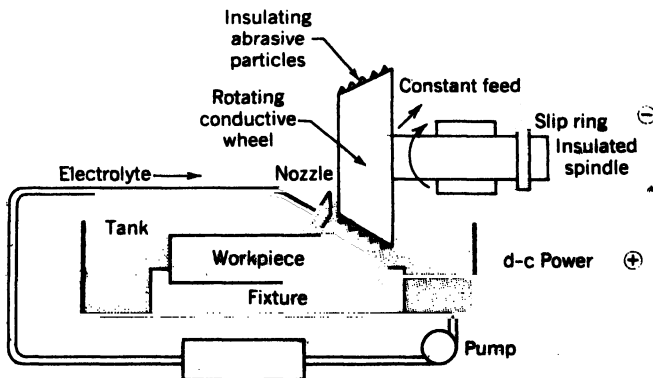 Insulating
abrasive
particles
Constant feed
Rotating
conductive
wheel
Slip ring
Insulated
spindle
⊖
Electrolyte
Nozzle
Tank
Workpiece
d-c Power ⊕
Fixture
Pump